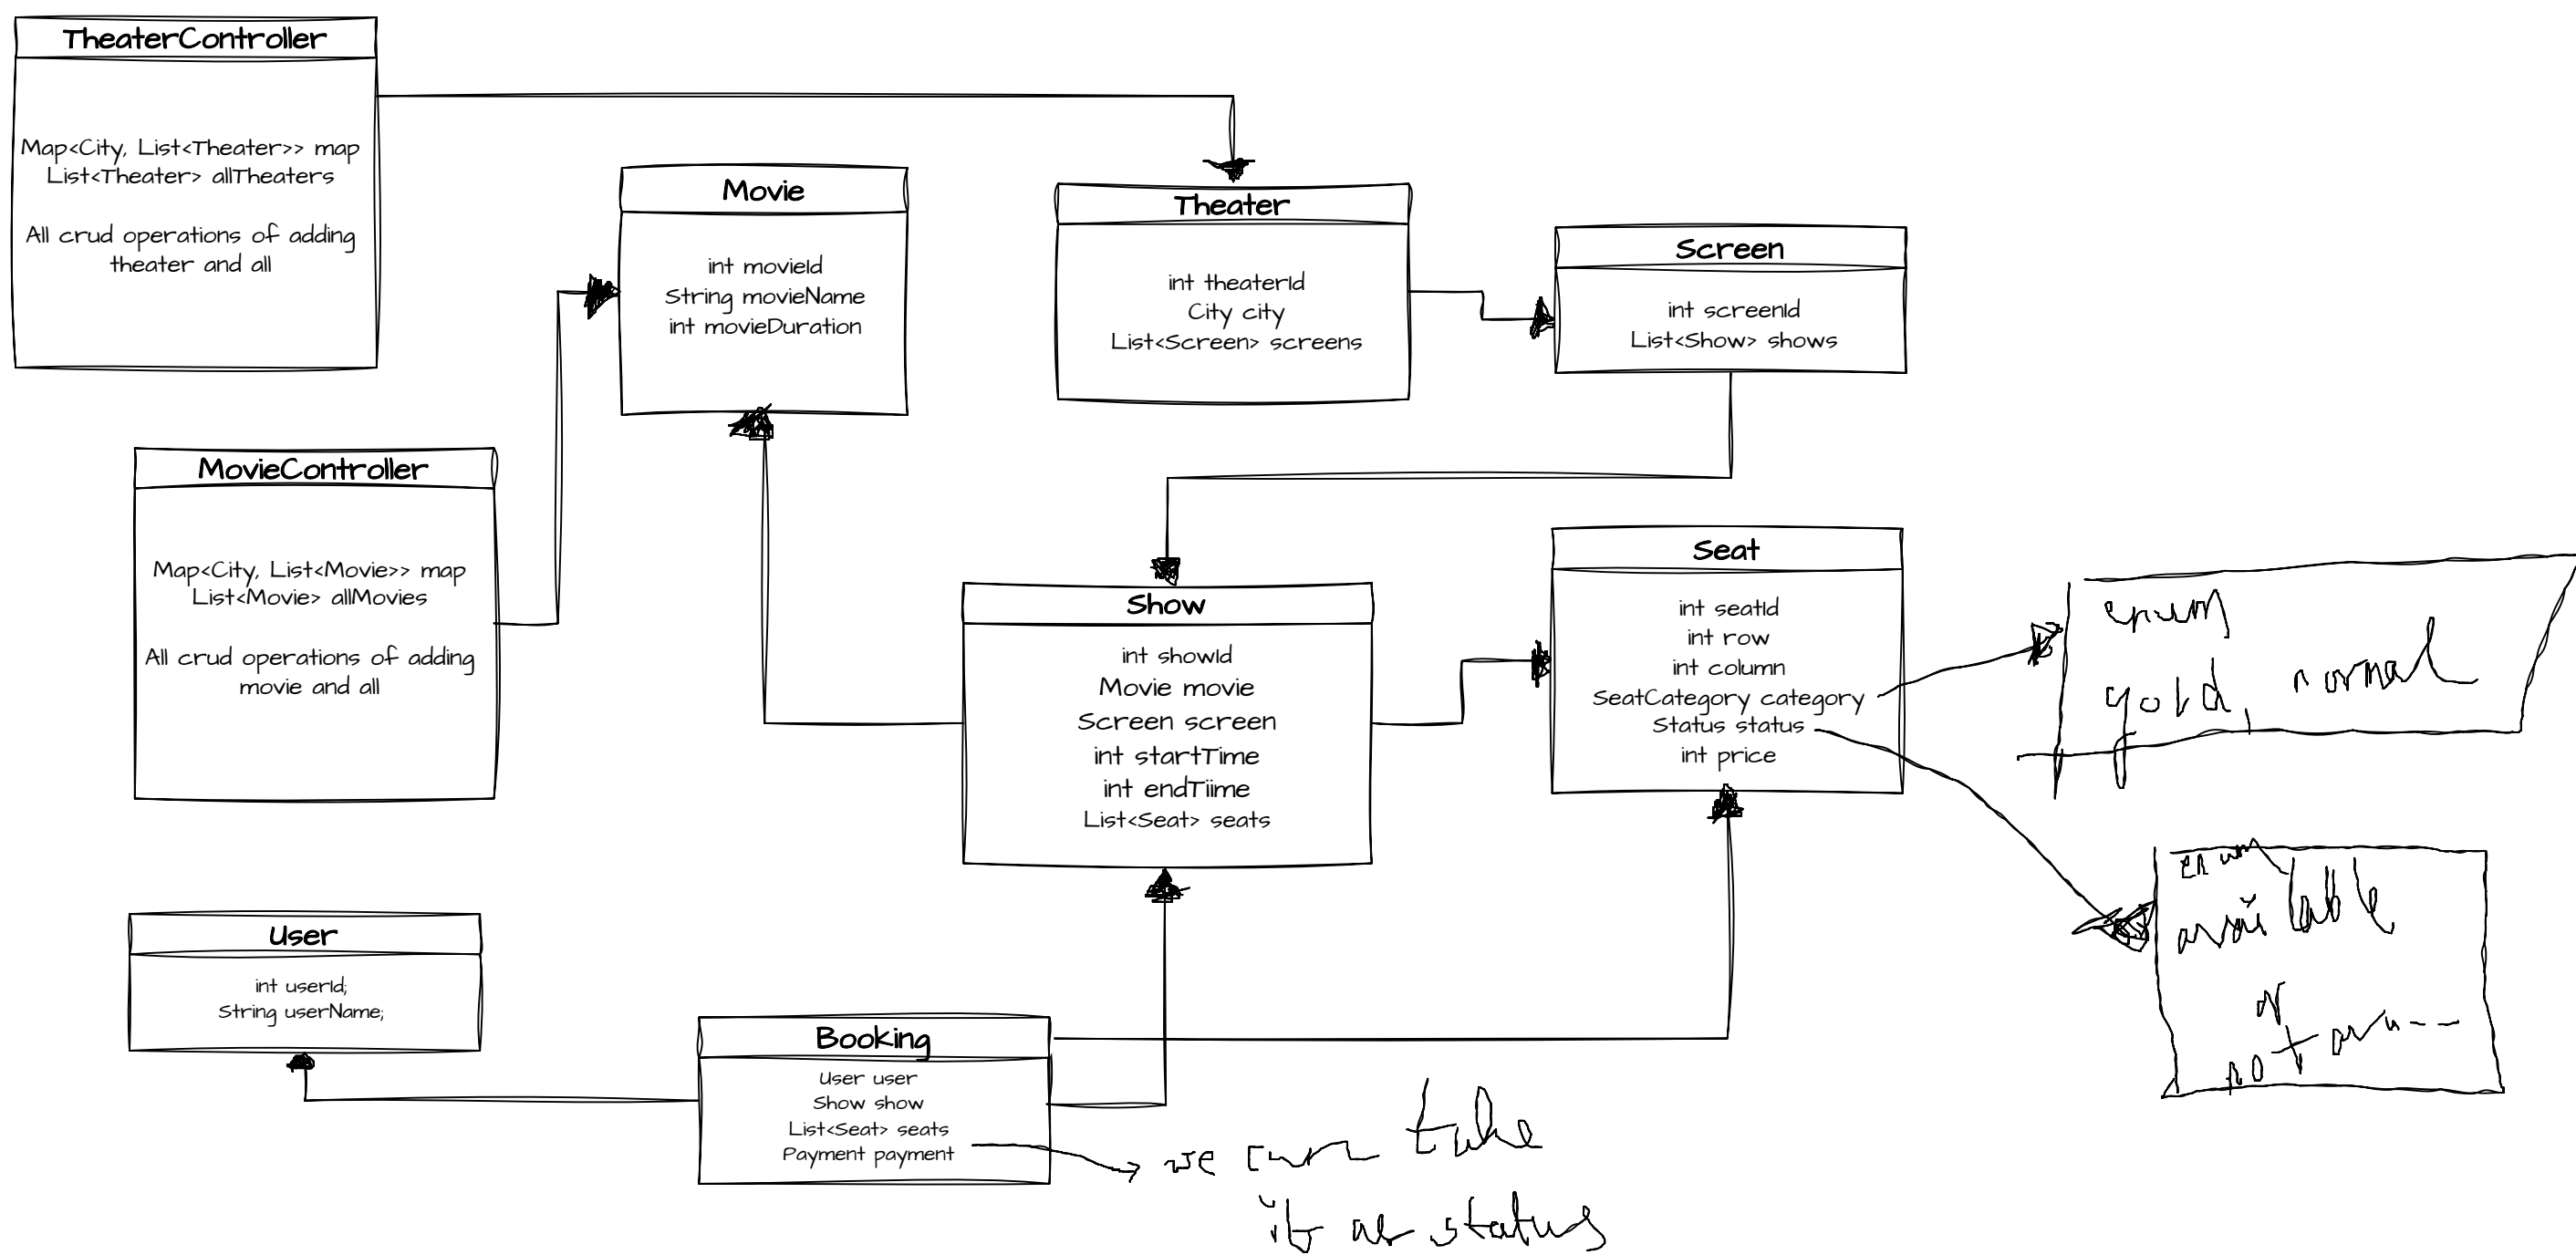 TheaterController
Map<City, List<Theater>> map
List<Theater> allTheaters
All crud operations of adding
theater and all
Movie
int movieId
String movieName
int movieDuration
Theater
int theaterId
City city
List<Screen> screens
Screen
int screenId
List<Show> shows
MovieController
Map<City, List<Movie>> map
List<Movie> allMovies
All crud operations of adding
movie and all
Show
int showId
Movie movie
Screen screen
int startTime
int endTiime
List<Seat> seats
Seat
int seatId
int row
int column
SeatCategory category
Status status
int price
enum
gold, normal
enum
available
or
not ava--
User
int userId;
String userName;
Booking
User user
Show show
List<Seat> seats
Payment payment
we can take
it as status